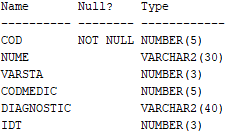 Name       Null?    Type
---------- -------- ------------
COD        NOT NULL NUMBER(5)
NUME                VARCHAR2(30)
VARSTA              NUMBER(3)
CODMEDIC            NUMBER(5)
DIAGNOSTIC          VARCHAR2(40)
IDT                 NUMBER(3)